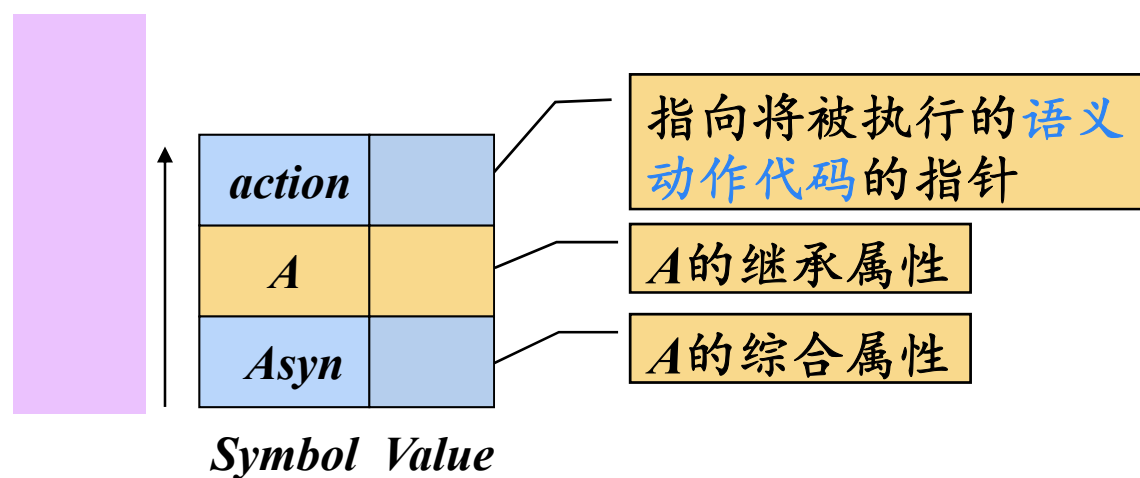 指向将被执行的语义
动作代码的指针
action
A
A的继承属性
Asyn
A的综合属性
Symbol Value